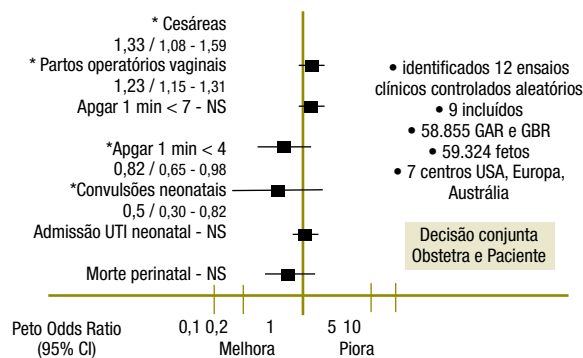 * Cesáreas
1,33 / 1,08 - 1,59
* Partos operatórios vaginais
1,23 / 1,15 - 1,31
Apgar 1 min < 7 - NS
*Apgar 1 min < 4
0,82 / 0,65 - 0,98
*Convulsões neonatais
0,5 / 0,30 - 0,82
Admissão UTI neonatal - NS
Morte perinatal - NS
• identificados 12 ensaios
clínicos controlados aleatórios
• 9 incluídos
• 58.855 GAR e GBR
• 59.324 fetos
• 7 centros USA, Europa,
Austrália
Decisão conjunta
Obstetra e Paciente
Peto Odds Ratio 0,1 0,2 1 5 10
(95% CI) Melhora Piora